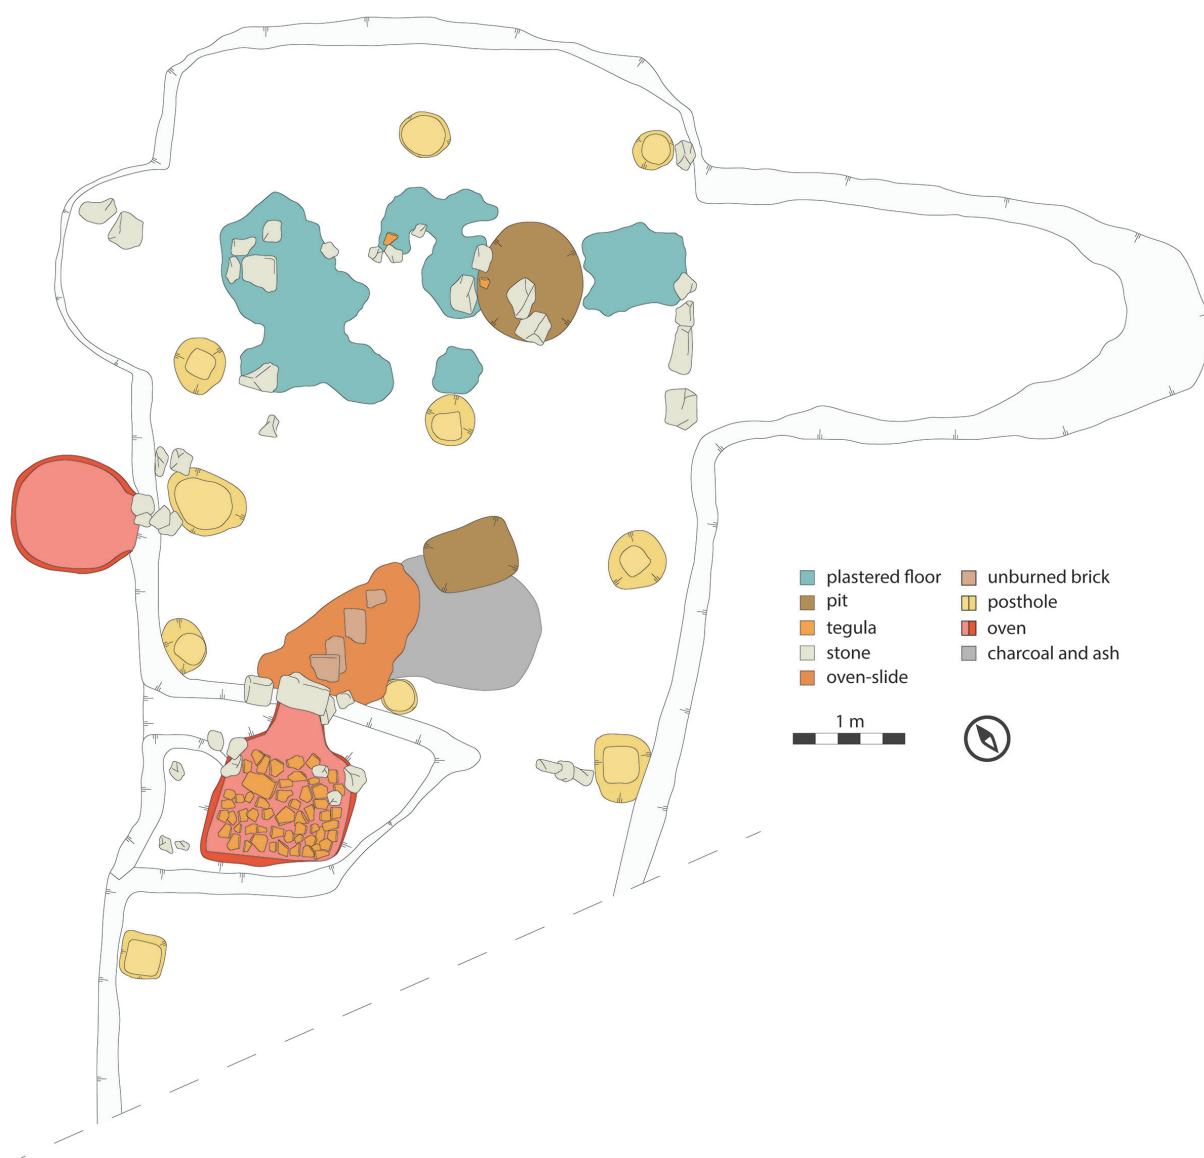 plastered floor
pit
tegula
stone
oven-slide
unburned brick
posthole
oven
charcoal and ash
1 m